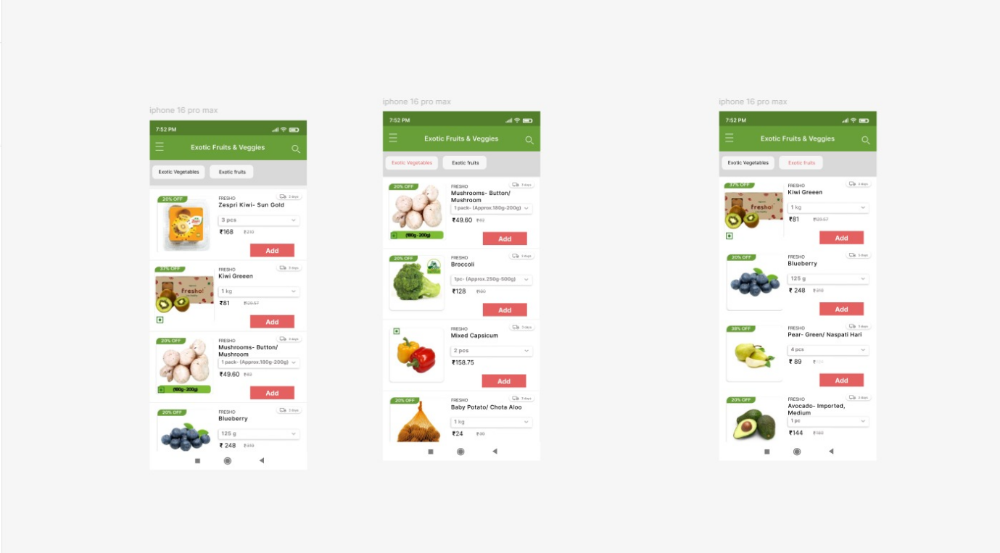 iphone 16 pro max
7:52 PM
Exotic Fruits & Veggies
Exotic Vegetables
Exotic fruits
20% OFF
FRESHO
Zespri Kiwi- Sun Gold
3 pcs
₹168
₹210
Add
37% OFF
FRESHO
3 days
Kiwi Greeen
fresho!
1 kg
₹81
₹129.57
Add
20% OFF
FRESHO
3 days
Mushrooms- Button/
Mushroom
1 pack- (Approx.180g-200g)
₹49.60
₹62
(180g - 200g)
Add
20% OFF
FRESHO
3 days
Blueberry
125 g
₹ 248
₹310
iphone 16 pro max
7:52 PM
Exotic Fruits & Veggies
Exotic Vegetables
Exotic fruits
20% OFF
FRESHO
3 days
Mushrooms- Button/
Mushroom
1 pack- (Approx.180g-200g)
₹49.60
₹62
(180g - 200g)
Add
20% OFF
FRESHO
3 days
Broccoli
1pc- (Approx.250g-500g)
₹128
₹160
Add
FRESHO
3 days
Mixed Capsicum
2 pcs
₹158.75
Add
20% OFF
FRESHO
3 days
Baby Potato/ Chota Aloo
1 kg
₹24
₹30
iphone 16 pro max
7:52 PM
Exotic Fruits & Veggies
Exotic Vegetables
Exotic fruits
37% OFF
FRESHO
3 days
Kiwi Greeen
fresho!
1 kg
₹81
₹129.57
Add
20% OFF
FRESHO
3 days
Blueberry
125 g
₹ 248
₹310
Add
38% OFF
FRESHO
3 days
Pear- Green/ Naspati Hari
4 pcs
₹ 89
Add
20% OFF
FRESHO
3 days
Avocado- Imported,
Medium
1 pc
₹144
₹180